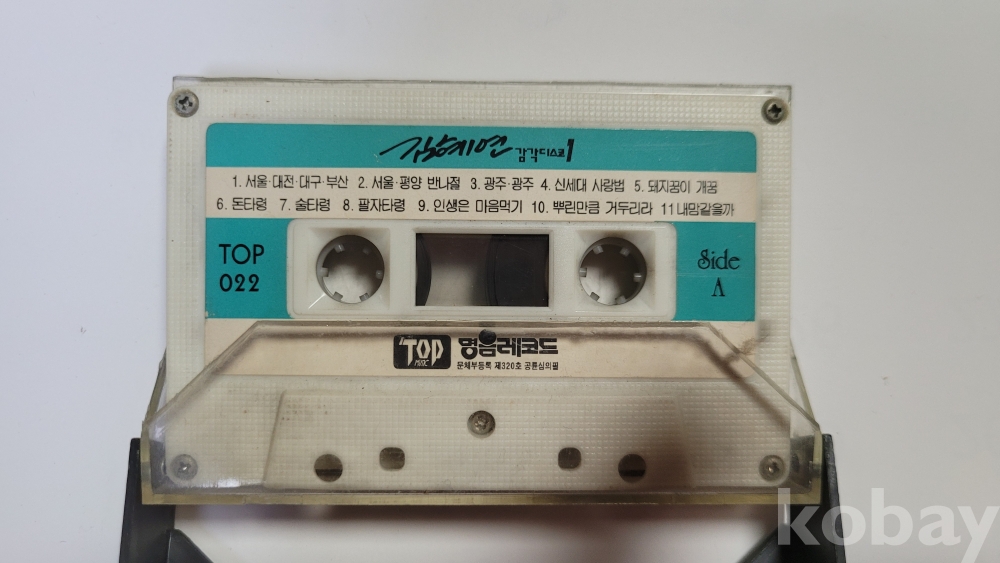 김혜연 감각디스코 1
1. 서울·대전·대구·부산 2. 서울·평양 반나절 3. 광주·광주 4. 신세대 사랑법 5. 돼지꿈이 개꿈
6. 돈타령 7. 술타령 8. 팔자타령 9. 인생은 마음먹기 10. 뿌린만큼 거두리라 11 내맘같을까
TOP
022
Side
A
TOP 명음레코드
MUSIC
문체부등록 제320호 공륜심의필
kobay